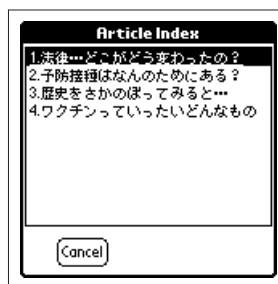 Article Index
1.法後…どこがどう変わったの？
2.予防接種はなんのためにある？
3.歴史をさかのぼってみると…
4.ワクチンっていったいどんなもの
Cancel